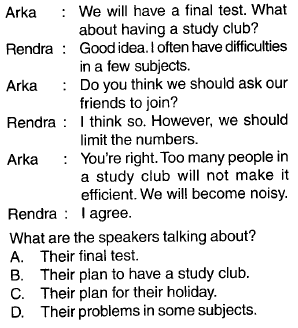 Arka : We will have a final test. What
about having a study club?
Rendra : Good idea. I often have difficulties
in a few subjects.
Arka : Do you think we should ask our
friends to join?
Rendra : I think so. However, we should
limit the numbers.
Arka : You're right. Too many people in
a study club will not make it
efficient. We will become noisy.
Rendra : I agree.
What are the speakers talking about?
A. Their final test.
B. Their plan to have a study club.
C. Their plan for their holiday.
D. Their problems in some subjects.